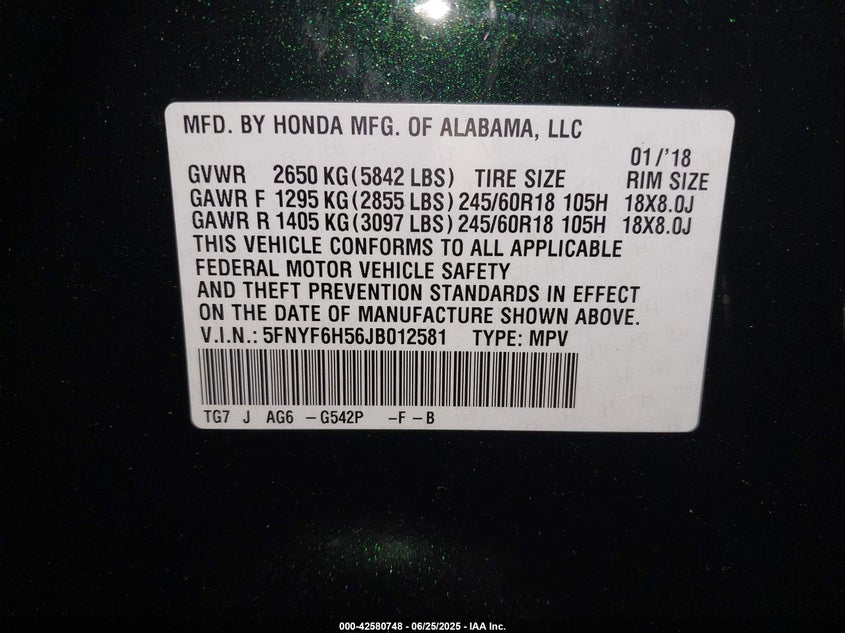 MFD. BY HONDA MFG. OF ALABAMA, LLC
01/'18
GVWR 2650 KG(5842 LBS) TIRE SIZE RIM SIZE
GAWR F 1295 KG(2855 LBS) 245/60R18 105H 18X8.0J
GAWR R 1405 KG(3097 LBS) 245/60R18 105H 18X8.0J
THIS VEHICLE CONFORMS TO ALL APPLICABLE
FEDERAL MOTOR VEHICLE SAFETY
AND THEFT PREVENTION STANDARDS IN EFFECT
ON THE DATE OF MANUFACTURE SHOWN ABOVE.
V.I.N.: 5FNYF6H56JB012581 TYPE: MPV
TG7 J AG6 – G542P -F – B
000-42580748 - 06/25/2025 - IAA Inc.